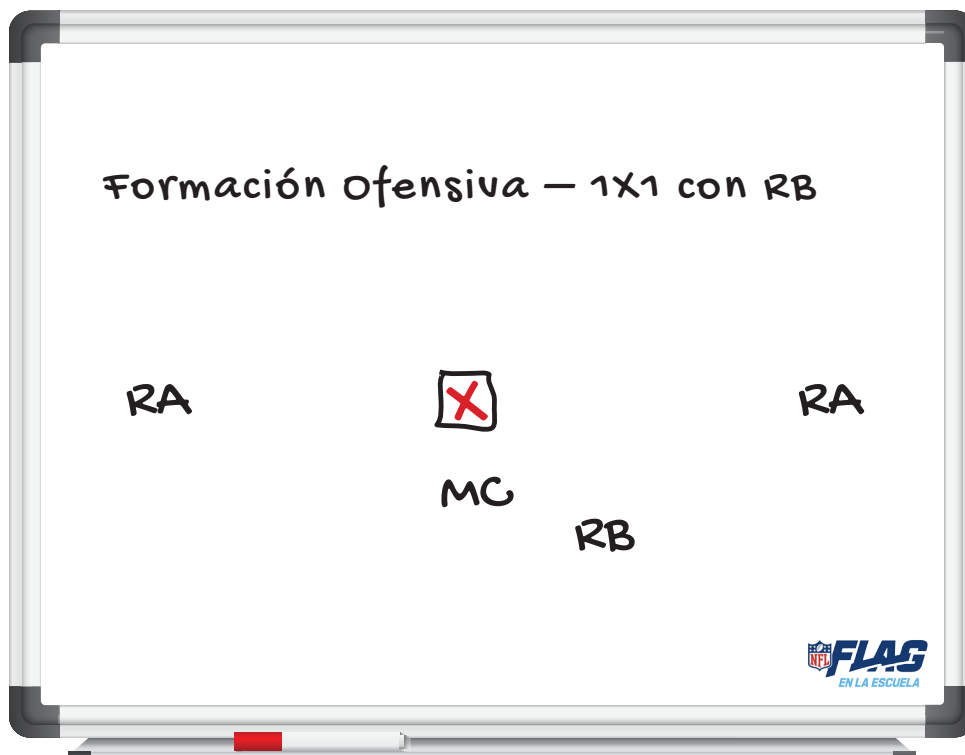 Formación Ofensiva — 1X1 con RB
RA X RA
MC
RB
NFL FLAG
EN LA ESCUELA